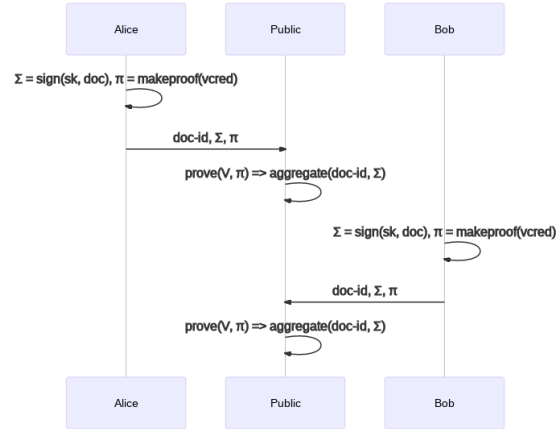 Alice
Public
Bob
Σ = sign(sk, doc), π = makeproof(vcred)
doc-id, Σ, π
prove(V, π) => aggregate(doc-id, Σ)
Σ = sign(sk, doc), π = makeproof(vcred)
doc-id, Σ, π
prove(V, π) => aggregate(doc-id, Σ)
Alice
Public
Bob